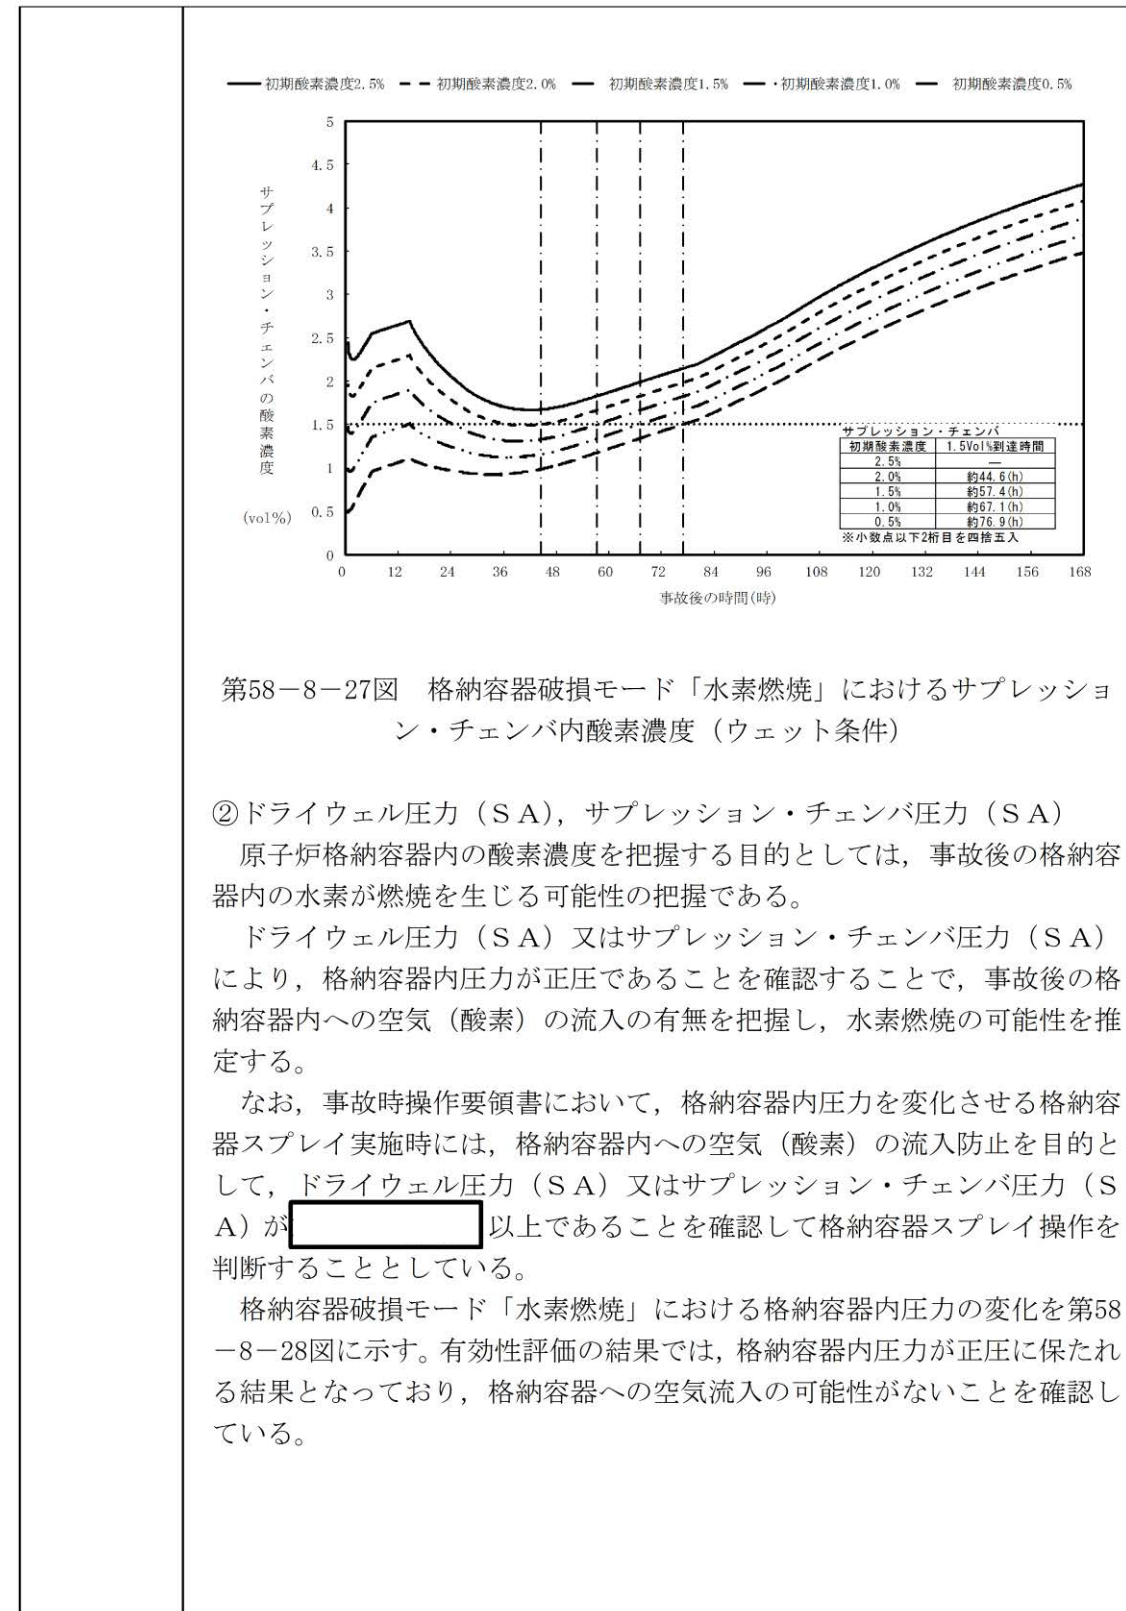 初期酸素濃度2.5% 初期酸素濃度2.0% 初期酸素濃度1.5% 初期酸素濃度1.0% 初期酸素濃度0.5%
サプレッション・チェンバの酸素濃度
(vol%)
5
4.5
4
3.5
3
2.5
2
1.5
1
0.5
0
サプレッション・チェンバ
初期酸素濃度 1.5Vol%到達時間
2.5% —
2.0% 約44.6(h)
1.5% 約57.4(h)
1.0% 約67.1(h)
0.5% 約76.9(h)
※小数点以下2桁目を四捨五入
0 12 24 36 48 60 72 84 96 108 120 132 144 156 168
事故後の時間(時)
第58-8-27図　格納容器破損モード「水素燃焼」におけるサプレッショ
ン・チェンバ内酸素濃度（ウェット条件）
②ドライウェル圧力（ＳＡ），サプレッション・チェンバ圧力（ＳＡ）
原子炉格納容器内の酸素濃度を把握する目的としては，事故後の格納容
器内の水素が燃焼を生じる可能性の把握である。
ドライウェル圧力（ＳＡ）又はサプレッション・チェンバ圧力（ＳＡ）
により，格納容器内圧力が正圧であることを確認することで，事故後の格
納容器内への空気（酸素）の流入の有無を把握し，水素燃焼の可能性を推
定する。
なお，事故時操作要領書において，格納容器内圧力を変化させる格納容
器スプレイ実施時には，格納容器内への空気（酸素）の流入防止を目的と
して，ドライウェル圧力（ＳＡ）又はサプレッション・チェンバ圧力（Ｓ
Ａ）が 以上であることを確認して格納容器スプレイ操作を
判断することとしている。
格納容器破損モード「水素燃焼」における格納容器内圧力の変化を第58
-8-28図に示す。有効性評価の結果では，格納容器内圧力が正圧に保たれ
る結果となっており，格納容器への空気流入の可能性がないことを確認し
ている。